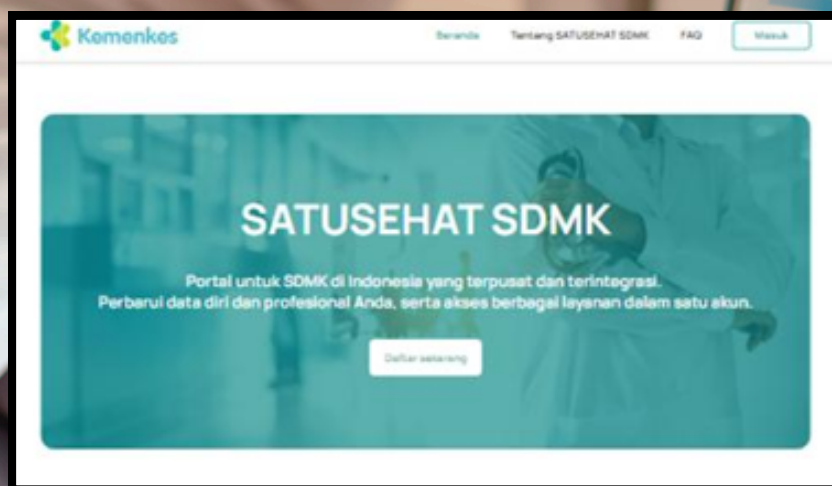 Kemenkes
Beranda Tentang SATUSEHAT SDMK FAQ Masuk
SATUSEHAT SDMK
Portal untuk SDMK di Indonesia yang terpusat dan terintegrasi.
Perbarui data diri dan profesional Anda, serta akses berbagai layanan dalam satu akun.
Daftar sekarang